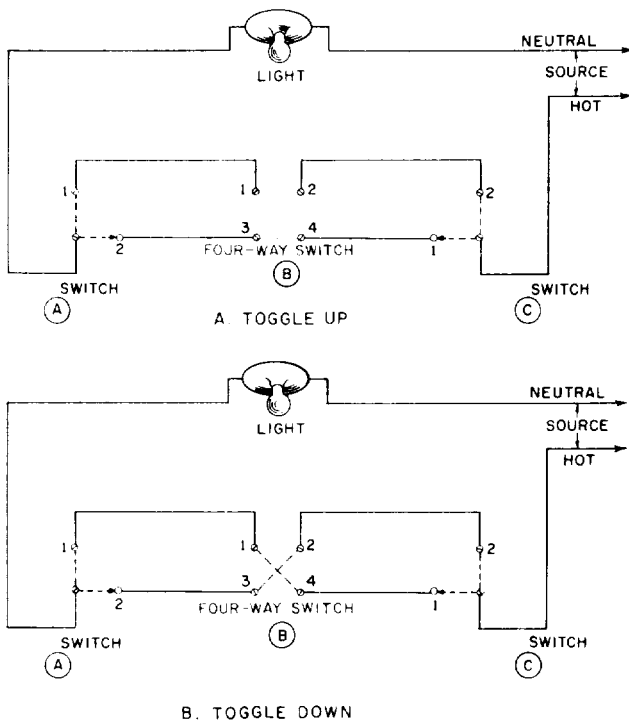 NEUTRAL
LIGHT
SOURCE
HOT
1
1
2
2
2
3
4
1
FOUR-WAY SWITCH
SWITCH
B
SWITCH
A
C
A. TOGGLE UP
NEUTRAL
LIGHT
SOURCE
HOT
1
1
2
2
2
3
4
1
FOUR-WAY SWITCH
SWITCH
B
SWITCH
A
C
B. TOGGLE DOWN